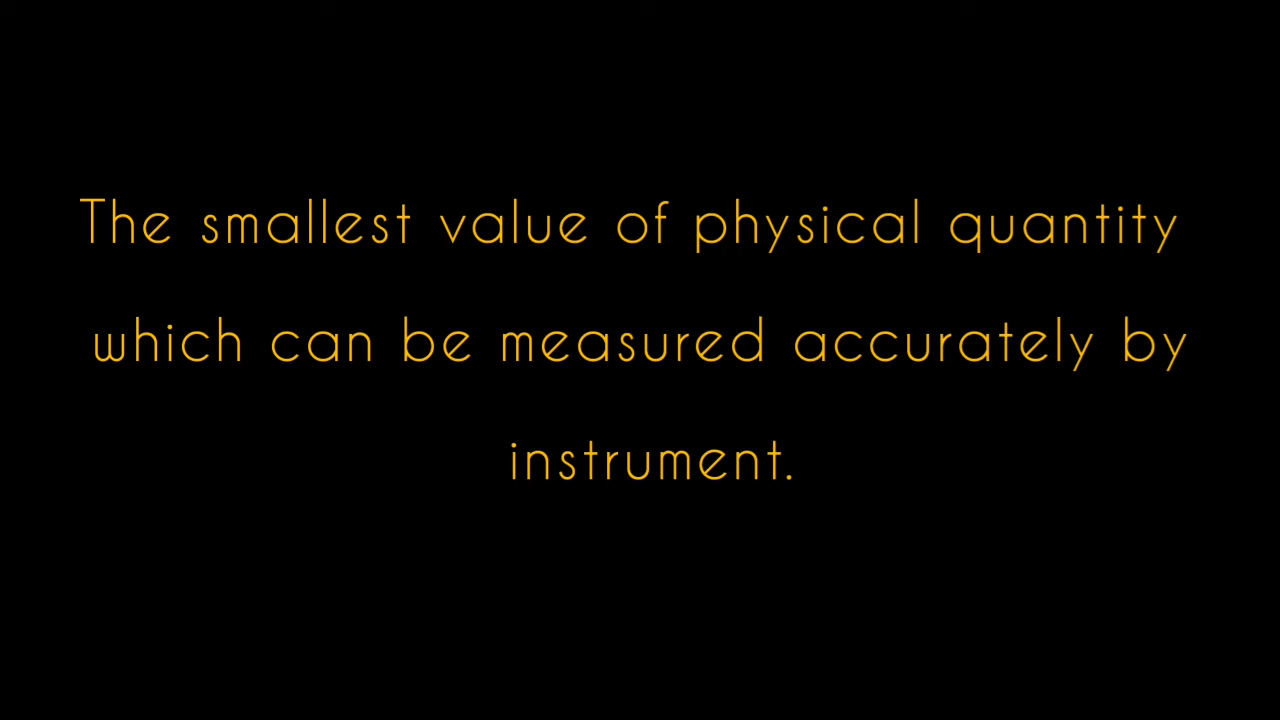 The smallest value of physical quantity
which can be measured accurately by
instrument.